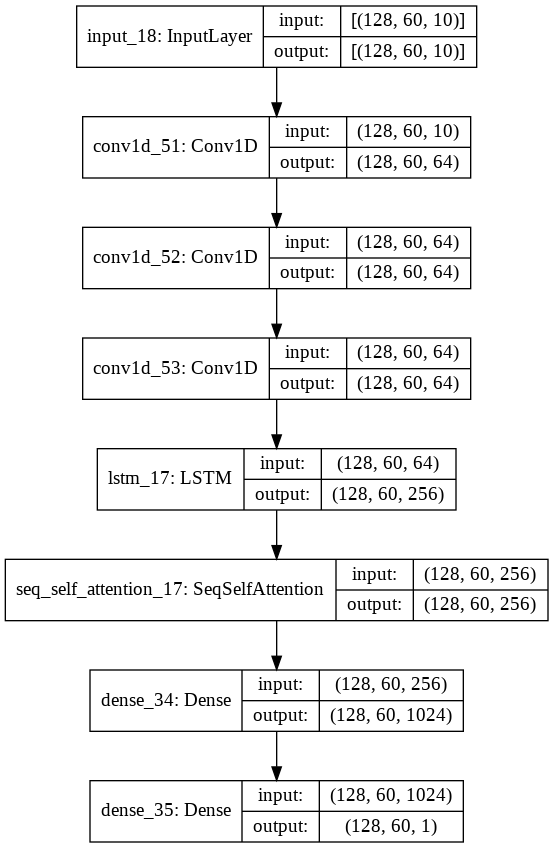 input_18: InputLayer
input: [(128, 60, 10)]
output: [(128, 60, 10)]
conv1d_51: Conv1D
input: (128, 60, 10)
output: (128, 60, 64)
conv1d_52: Conv1D
input: (128, 60, 64)
output: (128, 60, 64)
conv1d_53: Conv1D
input: (128, 60, 64)
output: (128, 60, 64)
lstm_17: LSTM
input: (128, 60, 64)
output: (128, 60, 256)
seq_self_attention_17: SeqSelfAttention
input: (128, 60, 256)
output: (128, 60, 256)
dense_34: Dense
input: (128, 60, 256)
output: (128, 60, 1024)
dense_35: Dense
input: (128, 60, 1024)
output: (128, 60, 1)